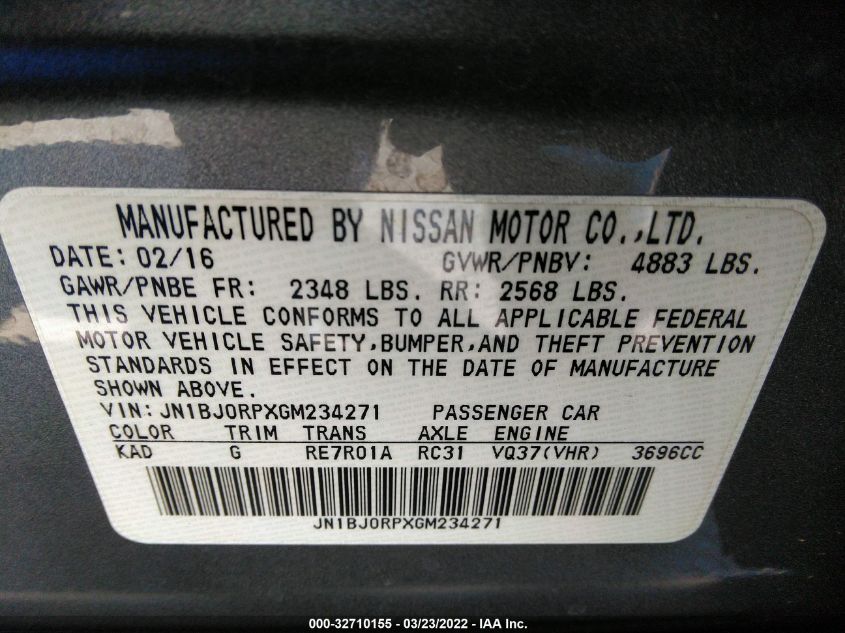 MANUFACTURED BY NISSAN MOTOR CO.,LTD.
DATE: 02/16 GVWR/PNBV: 4883 LBS.
GAWR/PNBE FR: 2348 LBS. RR: 2568 LBS.
THIS VEHICLE CONFORMS TO ALL APPLICABLE FEDERAL
MOTOR VEHICLE SAFETY,BUMPER,AND THEFT PREVENTION
STANDARDS IN EFFECT ON THE DATE OF MANUFACTURE
SHOWN ABOVE.
VIN: JN1BJ0RPXGM234271 PASSENGER CAR
COLOR TRIM TRANS AXLE ENGINE
KAD G RE7R01A RC31 VQ37(VHR) 3696CC
JN1BJ0RPXGM234271
000-32710155 - 03/23/2022 - IAA Inc.